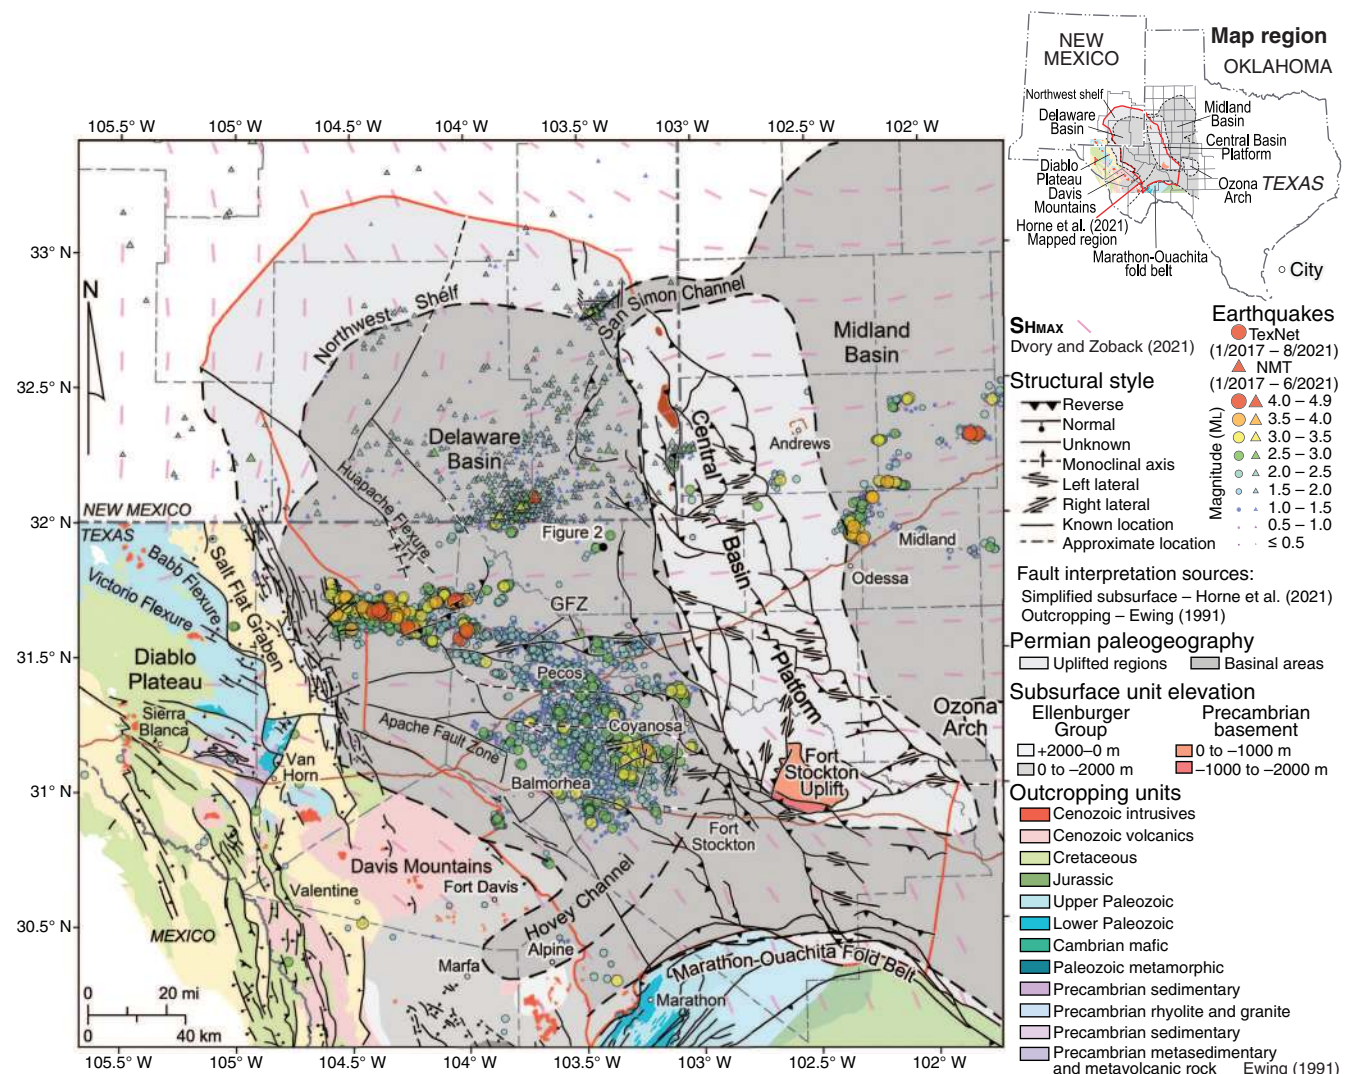 NEW
MEXICO
Map region
OKLAHOMA
Northwest shelf
Delaware
Basin
Midland
Basin
Central Basin
Platform
Diablo
Plateau
Davis
Mountains
Ozona
Arch
TEXAS
Horne et al. (2021)
Mapped region
Marathon-Ouachita
fold belt
City
105.5° W
105° W
104.5° W
104° W
103.5° W
103° W
102.5° W
102° W
33° N
32.5° N
32° N
31.5° N
31° N
30.5° N
N
Northwest Shelf
San Simon Channel
Midland
Basin
Delaware
Basin
Huapache Flexure
Central
Basin
Platform
Andrews
NEW MEXICO
TEXAS
Figure 2
Midland
Odessa
Babb Flexure
Victorio Flexure
Salt Flat Graben
GFZ
Diablo
Plateau
Pecos
Sierra
Blanca
Apache Fault Zone
Coyanosa
Ozona
Arch
Van
Horn
Balmorhea
Fort
Stockton
Uplift
Fort
Stockton
Davis Mountains
Valentine
Fort Davis
Hovey Channel
MEXICO
Alpine
Marfa
Marathon-Ouachita Fold Belt
Marathon
0 20 mi
0 40 km
105.5° W
105° W
104.5° W
104° W
103.5° W
103° W
102.5° W
102° W
SHMAX
Dvory and Zoback (2021)
Earthquakes
TexNet
(1/2017 – 8/2021)
NMT
(1/2017 – 6/2021)
Magnitude (ML)
4.0 – 4.9
3.5 – 4.0
3.0 – 3.5
2.5 – 3.0
2.0 – 2.5
1.5 – 2.0
1.0 – 1.5
0.5 – 1.0
≤ 0.5
Structural style
Reverse
Normal
Unknown
Monoclinal axis
Left lateral
Right lateral
Known location
Approximate location
Fault interpretation sources:
Simplified subsurface – Horne et al. (2021)
Outcropping – Ewing (1991)
Permian paleogeography
Uplifted regions
Basinal areas
Subsurface unit elevation
Ellenburger
Group
Precambrian
basement
+2000–0 m
0 to –1000 m
0 to –2000 m
–1000 to –2000 m
Outcropping units
Cenozoic intrusives
Cenozoic volcanics
Cretaceous
Jurassic
Upper Paleozoic
Lower Paleozoic
Cambrian mafic
Paleozoic metamorphic
Precambrian sedimentary
Precambrian rhyolite and granite
Precambrian sedimentary
Precambrian metasedimentary
and metavolcanic rock
Ewing (1991)